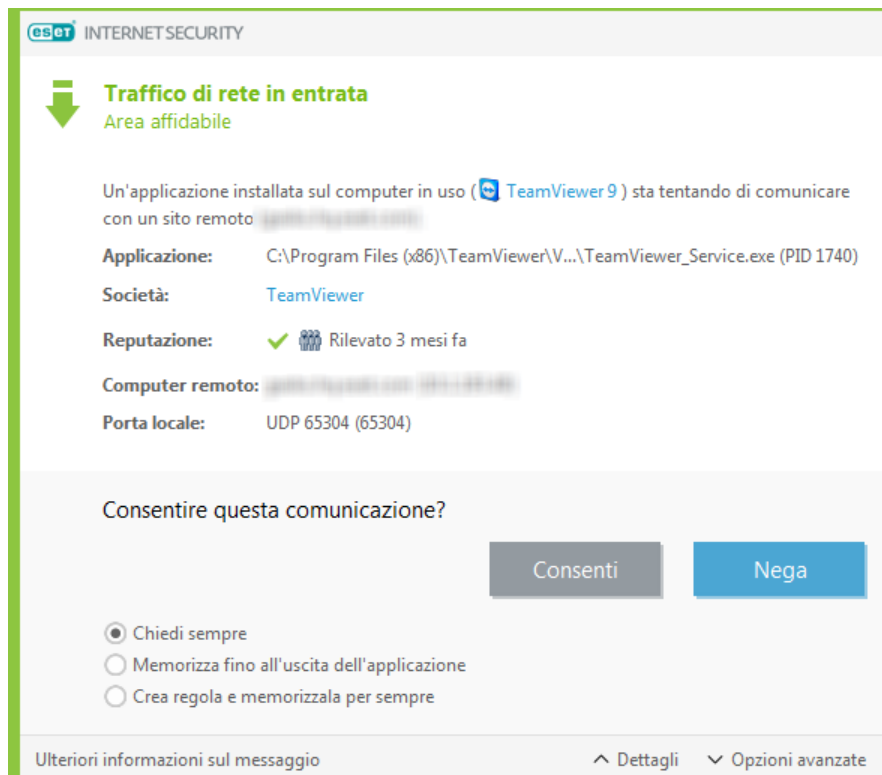 eset INTERNET SECURITY
Traffico di rete in entrata
Area affidabile
Un'applicazione installata sul computer in uso ( TeamViewer 9 ) sta tentando di comunicare
con un sito remoto
Applicazione: C:\Program Files (x86)\TeamViewer\V...\TeamViewer_Service.exe (PID 1740)
Società: TeamViewer
Reputazione: Rilevato 3 mesi fa
Computer remoto:
Porta locale: UDP 65304 (65304)
Consentire questa comunicazione?
Consenti Nega
Chiedi sempre
Memorizza fino all'uscita dell'applicazione
Crea regola e memorizzala per sempre
Ulteriori informazioni sul messaggio Dettagli Opzioni avanzate